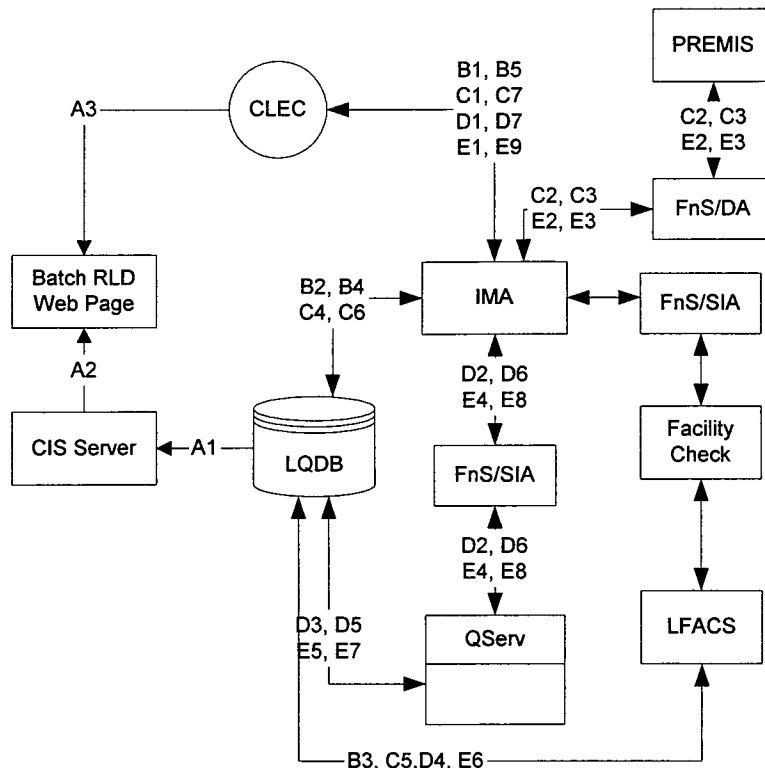 PREMIS
B1, B5
C1, C7
D1, D7
E1, E9
A3
CLEC
C2, C3
E2, E3
C2, C3
E2, E3
FnS/DA
Batch RLD
Web Page
B2, B4
C4, C6
IMA
FnS/SIA
A2
D2, D6
E4, E8
CIS Server
A1
LQDB
Facility
Check
FnS/SIA
D2, D6
E4, E8
D3, D5
E5, E7
QServ
LFACS
B3, C5,D4, E6